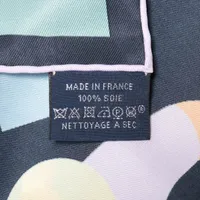 MADE IN FRANCE
100% SOIE
NETTOYAGE A SEC